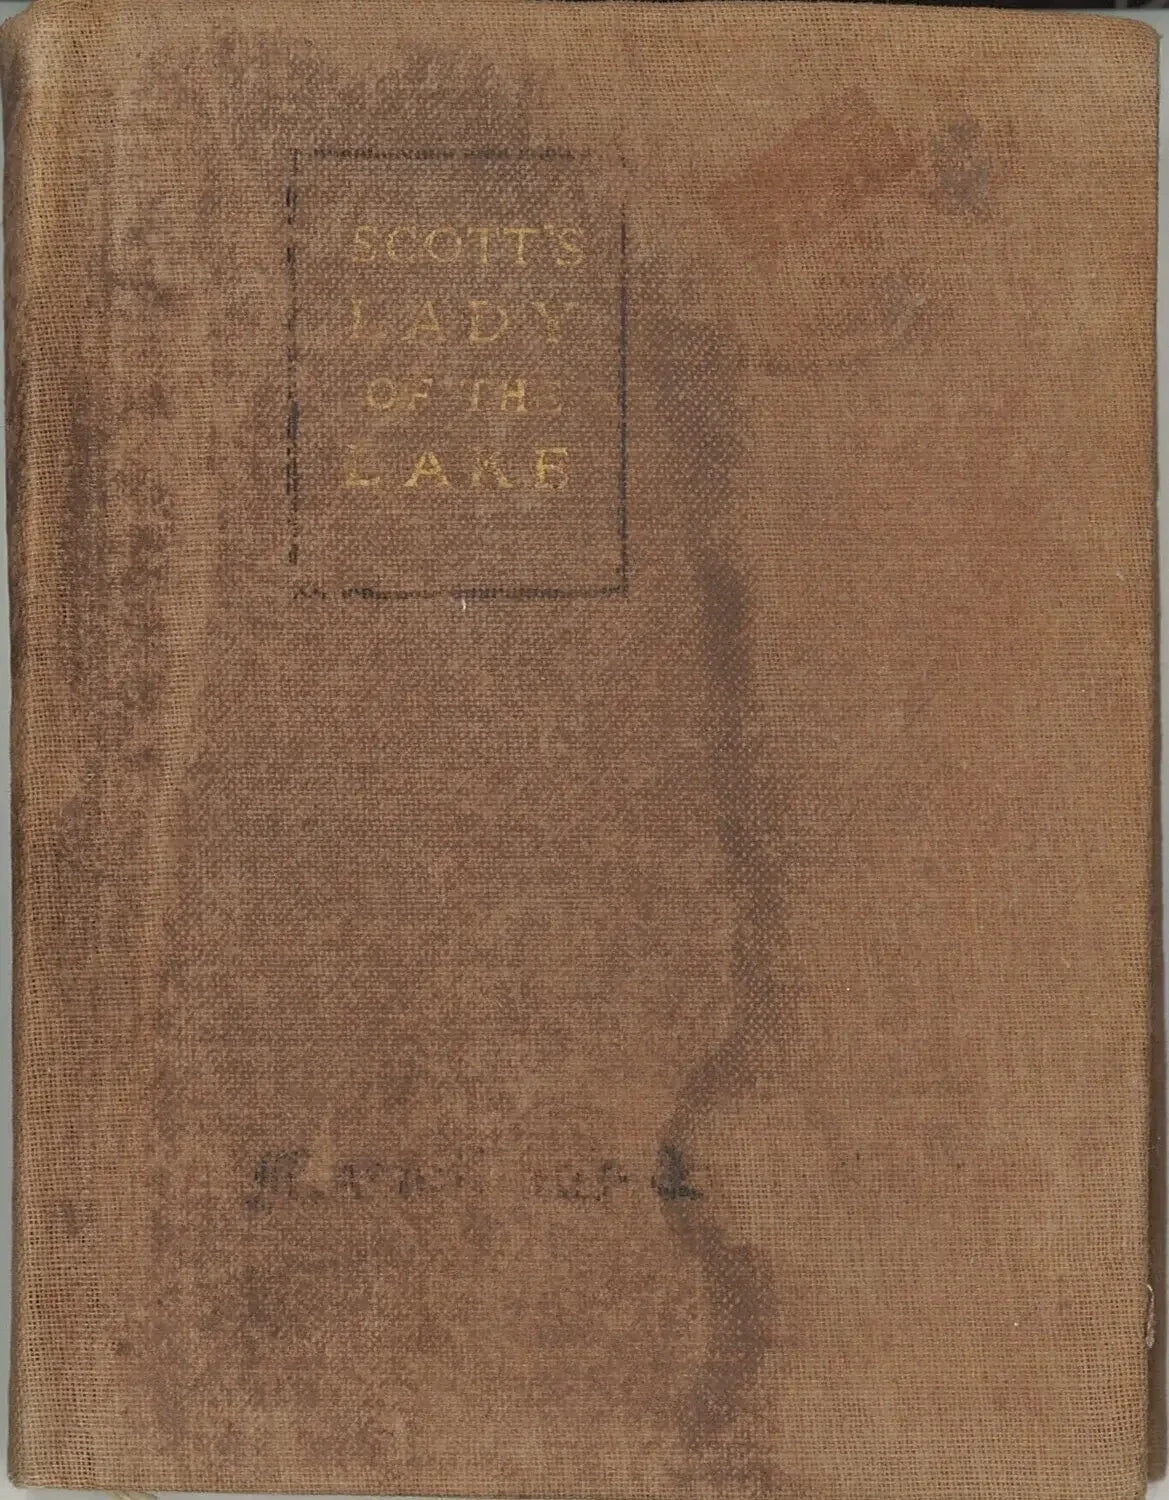 SCOTT'S
LADY
OF THE
LAKE